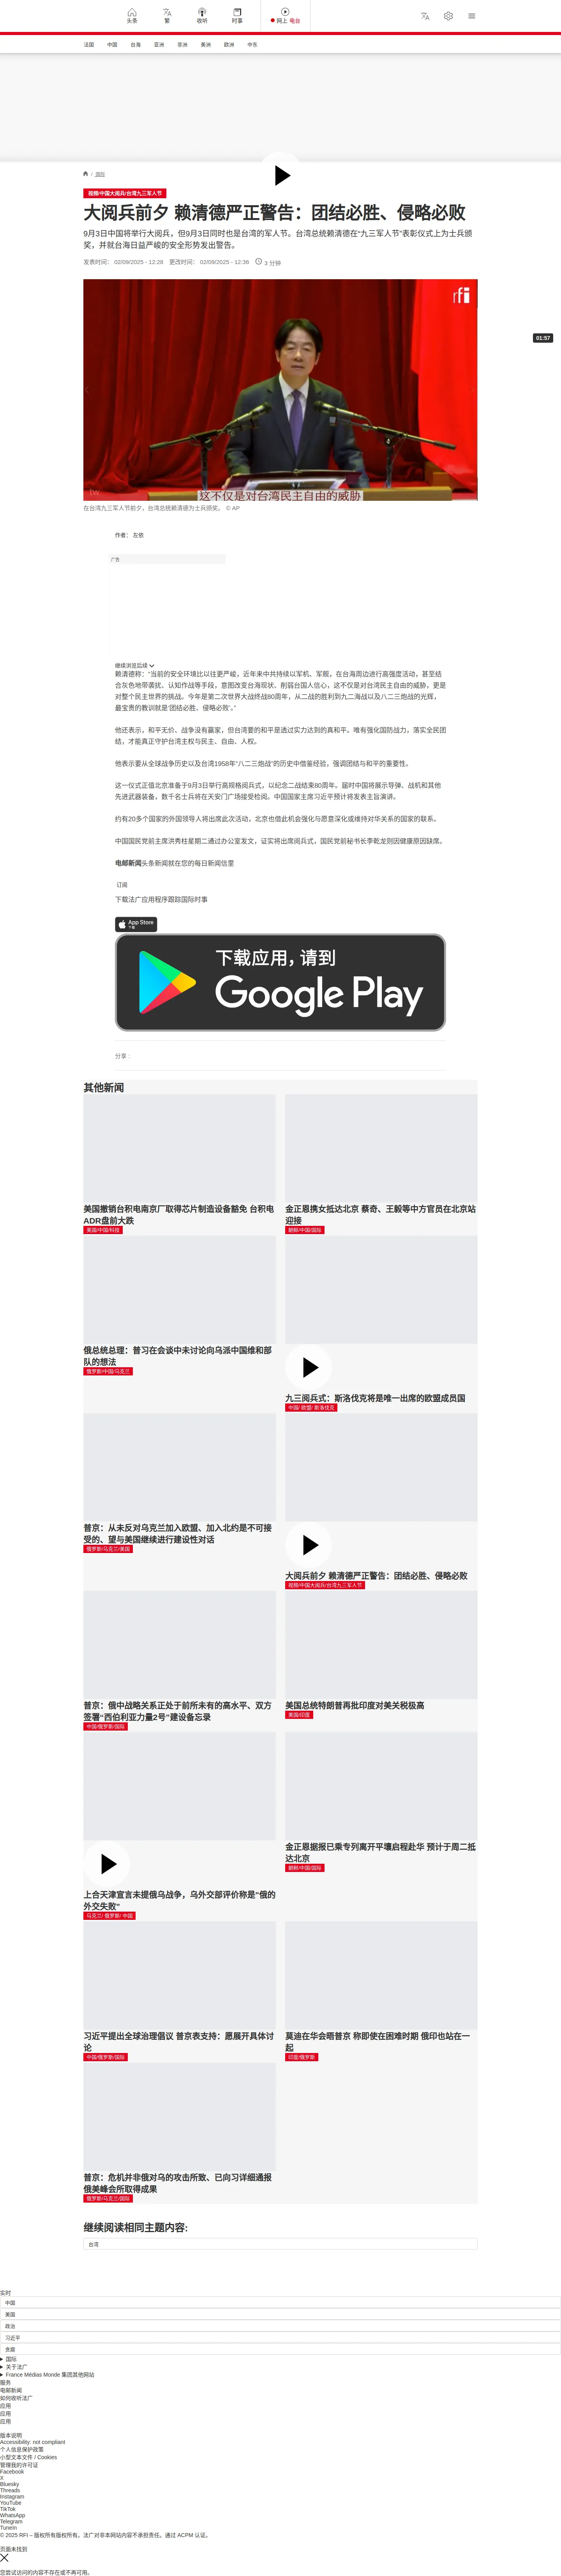 头条
繁
收听
时事
网上 电台
法国 中国 台海 亚洲 非洲 美洲 欧洲 中东
/ 国际
视频/中国大阅兵/台湾九三军人节
大阅兵前夕 赖清德严正警告：团结必胜、侵略必败
9月3日中国将举行大阅兵，但9月3日同时也是台湾的军人节。台湾总统赖清德在“九三军人节”表彰仪式上为士兵颁
奖，并就台海日益严峻的安全形势发出警告。
发表时间： 02/09/2025 - 12:28 更改时间： 02/09/2025 - 12:36 3 分钟
rfi
01:57
这不仅是对台湾民主自由的威胁
在台湾九三军人节前夕，台湾总统赖清德为士兵颁奖。 © AP
作者： 左依
广告
继续浏览后续
赖清德称：“当前的安全环境比以往更严峻，近年来中共持续以军机、军舰，在台海周边进行高强度活动，甚至结
合灰色地带袭扰、认知作战等手段，意图改变台海现状、削弱台国人信心，这不仅是对台湾民主自由的威胁，更是
对整个民主世界的挑战。今年是第二次世界大战终战80周年，从二战的胜利到九二海战以及八二三炮战的光辉，
最宝贵的教训就是‘团结必胜、侵略必败’。”
他还表示，和平无价、战争没有赢家，但台湾要的和平是透过实力达到的真和平。唯有强化国防战力，落实全民团
结，才能真正守护台湾主权与民主、自由、人权。
他表示要从全球历史以及台湾1958年“八二三炮战”的历史中借鉴经验，强调团结与和平的重要性。
这一仪式正值北京准备于9月3日举行高规格阅兵式，以纪念二战结束80周年。届时中国将展示导弹、战机和其他
先进武器装备，数千名士兵将在天安门广场接受检阅。中国国家主席习近平预计将发表主旨演讲。
约有20多个国家的外国领导人将出席此次活动，北京也借此机会强化与愿意深化或维持对华关系的国家的联系。
中国国民党前主席洪秀柱星期二通过办公室发文，证实将出席阅兵式，国民党前秘书长李乾龙则因健康原因缺席。
电邮新闻头条新闻就在您的每日新闻信里
订阅
下载法广应用程序跟踪国际时事
App Store
下载
下载应用，请到
Google Play
分享 :
其他新闻
美国撤销台积电南京厂取得芯片制造设备豁免 台积电
ADR盘前大跌
美国/中国/科技
金正恩携女抵达北京 蔡奇、王毅等中方官员在北京站
迎接
朝鲜/中国/国际
俄总统总理：普习在会谈中未讨论向乌派中国维和部
队的想法
俄罗斯/中国/乌克兰
九三阅兵式：斯洛伐克将是唯一出席的欧盟成员国
中国/ 欧盟/ 斯洛伐克
普京：从未反对乌克兰加入欧盟、加入北约是不可接
受的、望与美国继续进行建设性对话
俄罗斯/乌克兰/美国
大阅兵前夕 赖清德严正警告：团结必胜、侵略必败
视频/中国大阅兵/台湾九三军人节
普京：俄中战略关系正处于前所未有的高水平、双方
签署“西伯利亚力量2号”建设备忘录
中国/俄罗斯/国际
美国总统特朗普再批印度对美关税极高
美国/印度
上合天津宣言未提俄乌战争，乌外交部评价称是"俄的
外交失败"
乌克兰/ 俄罗斯/ 中国
金正恩据报已乘专列离开平壤启程赴华 预计于周二抵
达北京
朝鲜/中国/国际
习近平提出全球治理倡议 普京表支持：愿展开具体讨
论
中国/俄罗斯/国际
莫迪在华会晤普京 称即使在困难时期 俄印也站在一
起
印度/俄罗斯
普京：危机并非俄对乌的攻击所致、已向习详细通报
俄美峰会所取得成果
俄罗斯/乌克兰/国际
继续阅读相同主题内容:
台湾
实时
中国
美国
政治
习近平
贪腐
国际
关于法广
France Médias Monde 集团其他网站
服务
电邮新闻
如何收听法广
应用
应用
应用
版本说明
Accessibility: not compliant
个人信息保护政策
小型文本文件 / Cookies
管理我的许可证
Facebook
X
Bluesky
Threads
Instagram
YouTube
TikTok
WhatsApp
Telegram
TuneIn
© 2025 RFI – 版权所有版权所有。法广对非本网站内容不承担责任。通过 ACPM 认证。
页面未找到
您尝试访问的内容不存在或不再可用。